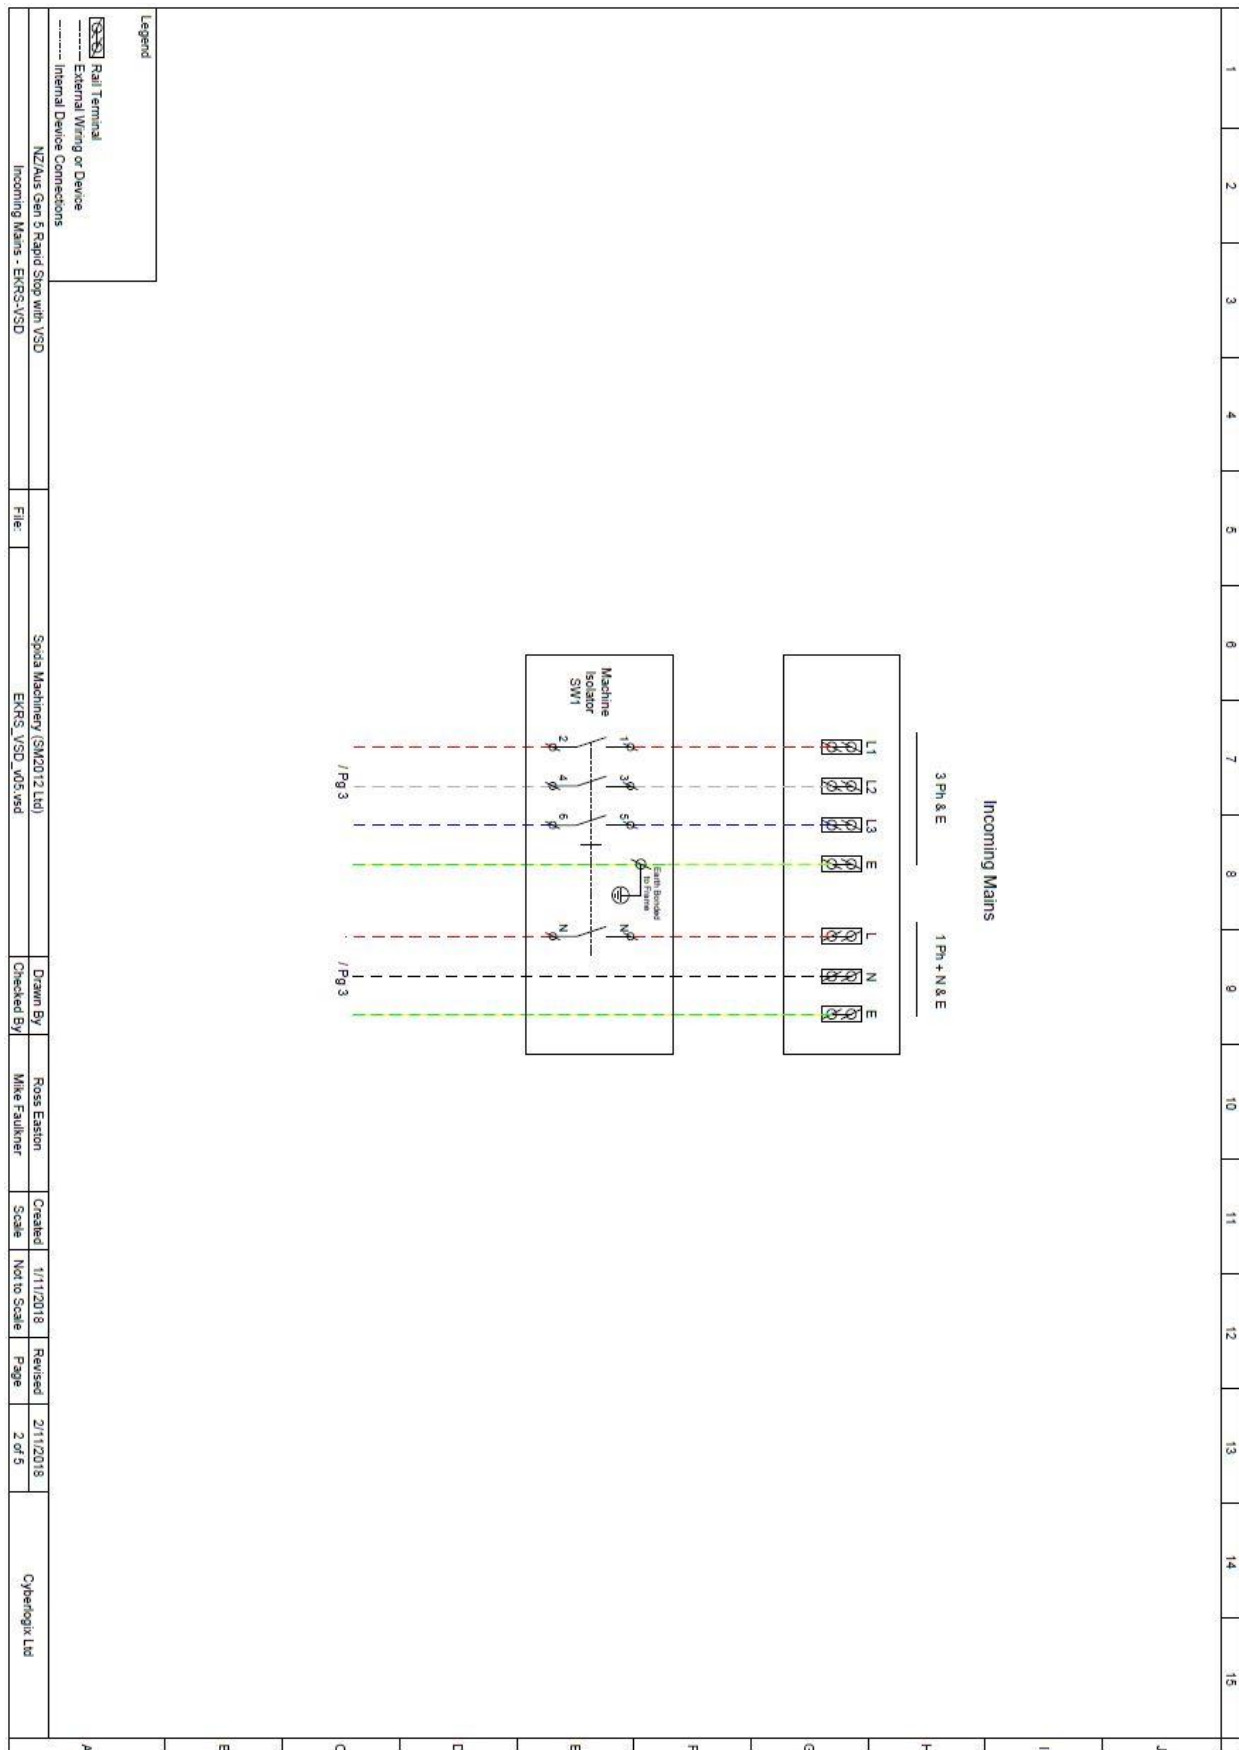 1 2 3 4 5 6 7 8 9 10 11 12 13 14 15
J
I
H
G
F
E
D
C
B
A
Incoming Mains
3 Ph & E
1 Ph + N & E
L1 L2 L3 E L N E
Earth Bonded
to Frame
Machine
Isolator
SW1
1 3 5 N
2 4 6 N
/ Pg 3
/ Pg 3
Legend
Rail Terminal
External Wiring or Device
Internal Device Connections
NZ/Aus Gen 5 Rapid Stop with VSD
Spida Machinery (SM2012 Ltd)
Drawn By Ross Easton Created 1/11/2018 Revised 2/11/2018
Incoming Mains - EKRS-VSD
File: EKRS_VSD_v05.vsd
Checked By Mike Faulkner Scale Not to Scale Page 2 of 5
Cyberlogix Ltd